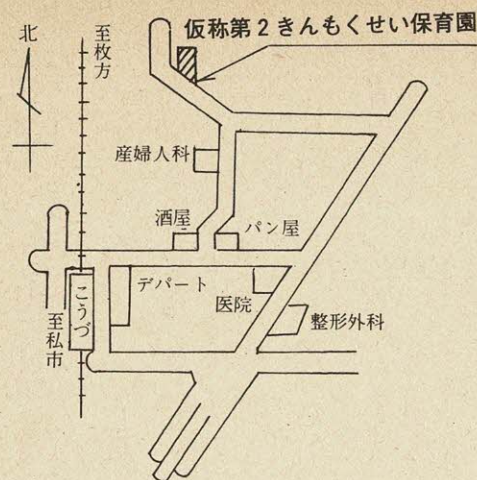 仮称第2きんもくせい保育園
北
至枚方
産婦人科
酒屋
パン屋
デパート
こうづ
医院
至私市
整形外科